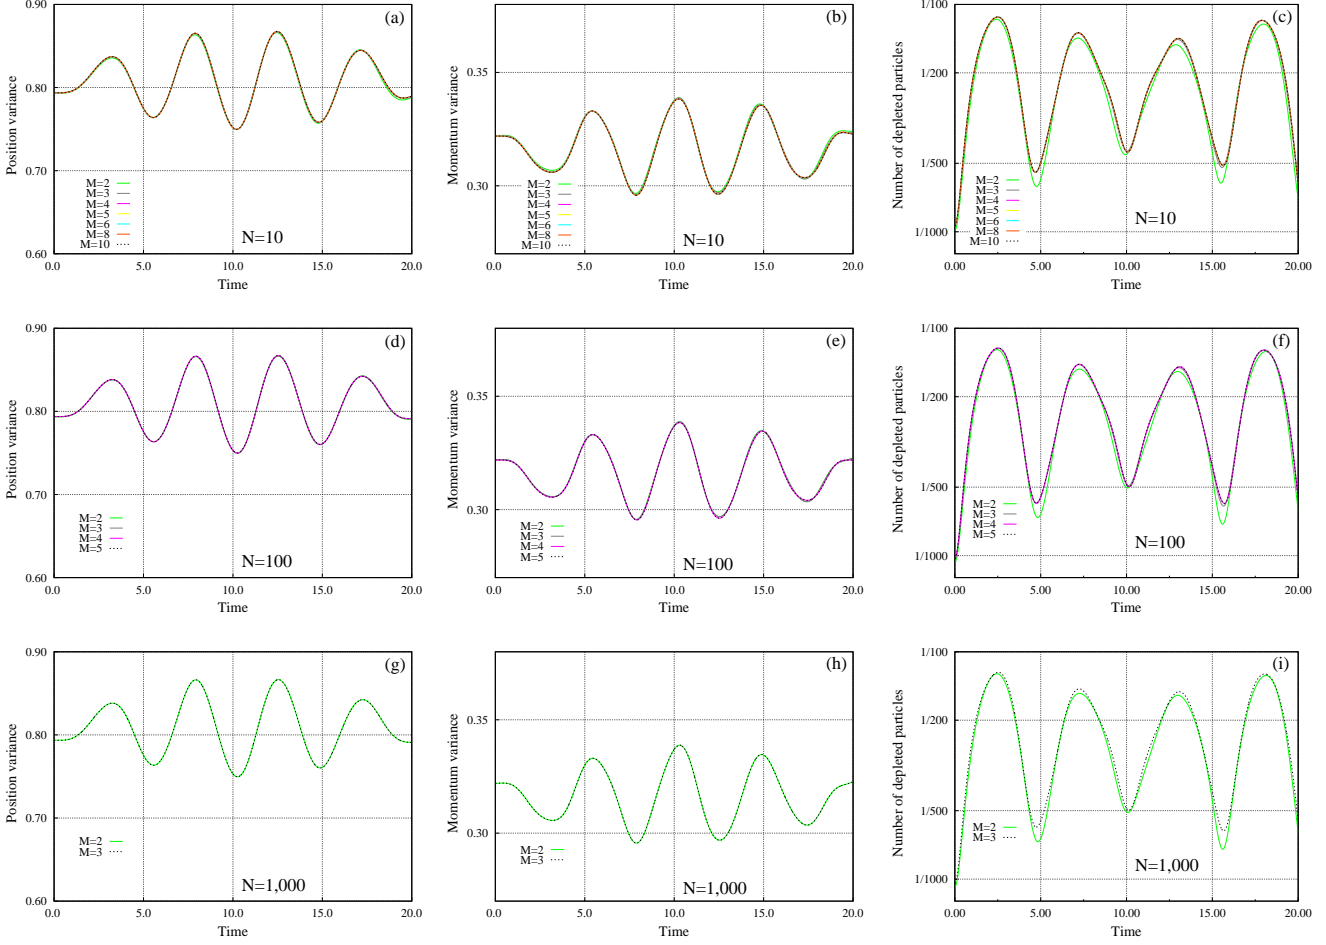 (a)
Position variance
0.90
0.80
0.70
0.60
M=2
M=3
M=4
M=5
M=6
M=8
M=10
N=10
0.0
5.0
10.0
15.0
20.0
Time
(b)
Momentum variance
0.35
0.30
M=2
M=3
M=4
M=5
M=6
M=8
M=10
N=10
0.0
5.0
10.0
15.0
20.0
Time
(c)
Number of depleted particles
1/100
1/200
1/500
1/1000
M=2
M=3
M=4
M=5
M=6
M=8
M=10
N=10
0.00
5.00
10.00
15.00
20.00
Time
(d)
Position variance
0.90
0.80
0.70
0.60
M=2
M=3
M=4
M=5
N=100
0.0
5.0
10.0
15.0
20.0
Time
(e)
Momentum variance
0.35
0.30
M=2
M=3
M=4
M=5
N=100
0.0
5.0
10.0
15.0
20.0
Time
(f)
Number of depleted particles
1/100
1/200
1/500
1/1000
M=2
M=3
M=4
M=5
N=100
0.00
5.00
10.00
15.00
20.00
Time
(g)
Position variance
0.90
0.80
0.70
0.60
M=2
M=3
N=1,000
0.0
5.0
10.0
15.0
20.0
Time
(h)
Momentum variance
0.35
0.30
M=2
M=3
N=1,000
0.0
5.0
10.0
15.0
20.0
Time
(i)
Number of depleted particles
1/100
1/200
1/500
1/1000
M=2
M=3
N=1,000
0.00
5.00
10.00
15.00
20.00
Time